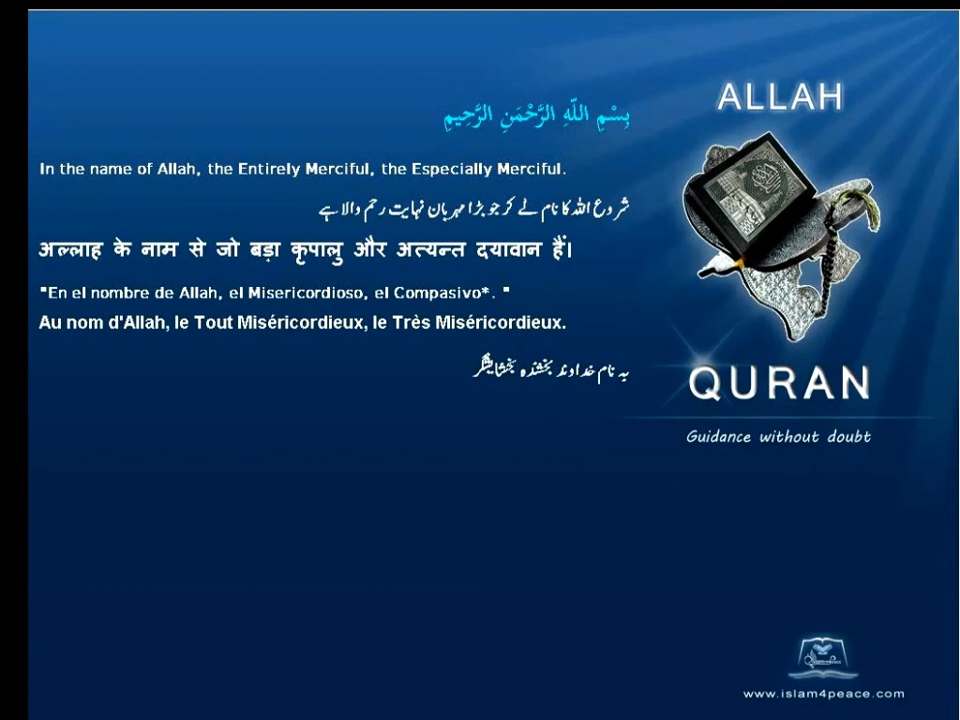 بِسْمِ اللّهِ الرَّحْمَنِ الرَّحِيمِ
In the name of Allah, the Entirely Merciful, the Especially Merciful.
شروع الله کا نام لے کر جو بڑا مہربان نہایت رحم والا ہے
अल्लाह के नाम से जो बड़ा कृपालु और अत्यन्त दयावान हैं।
"En el nombre de Allah, el Misericordioso, el Compasivo*. "
Au nom d'Allah, le Tout Miséricordieux, le Très Miséricordieux.
به نام خداوند بخشنده بخشایشگر
ALLAH
QURAN
Guidance without doubt
www.islam4peace.com